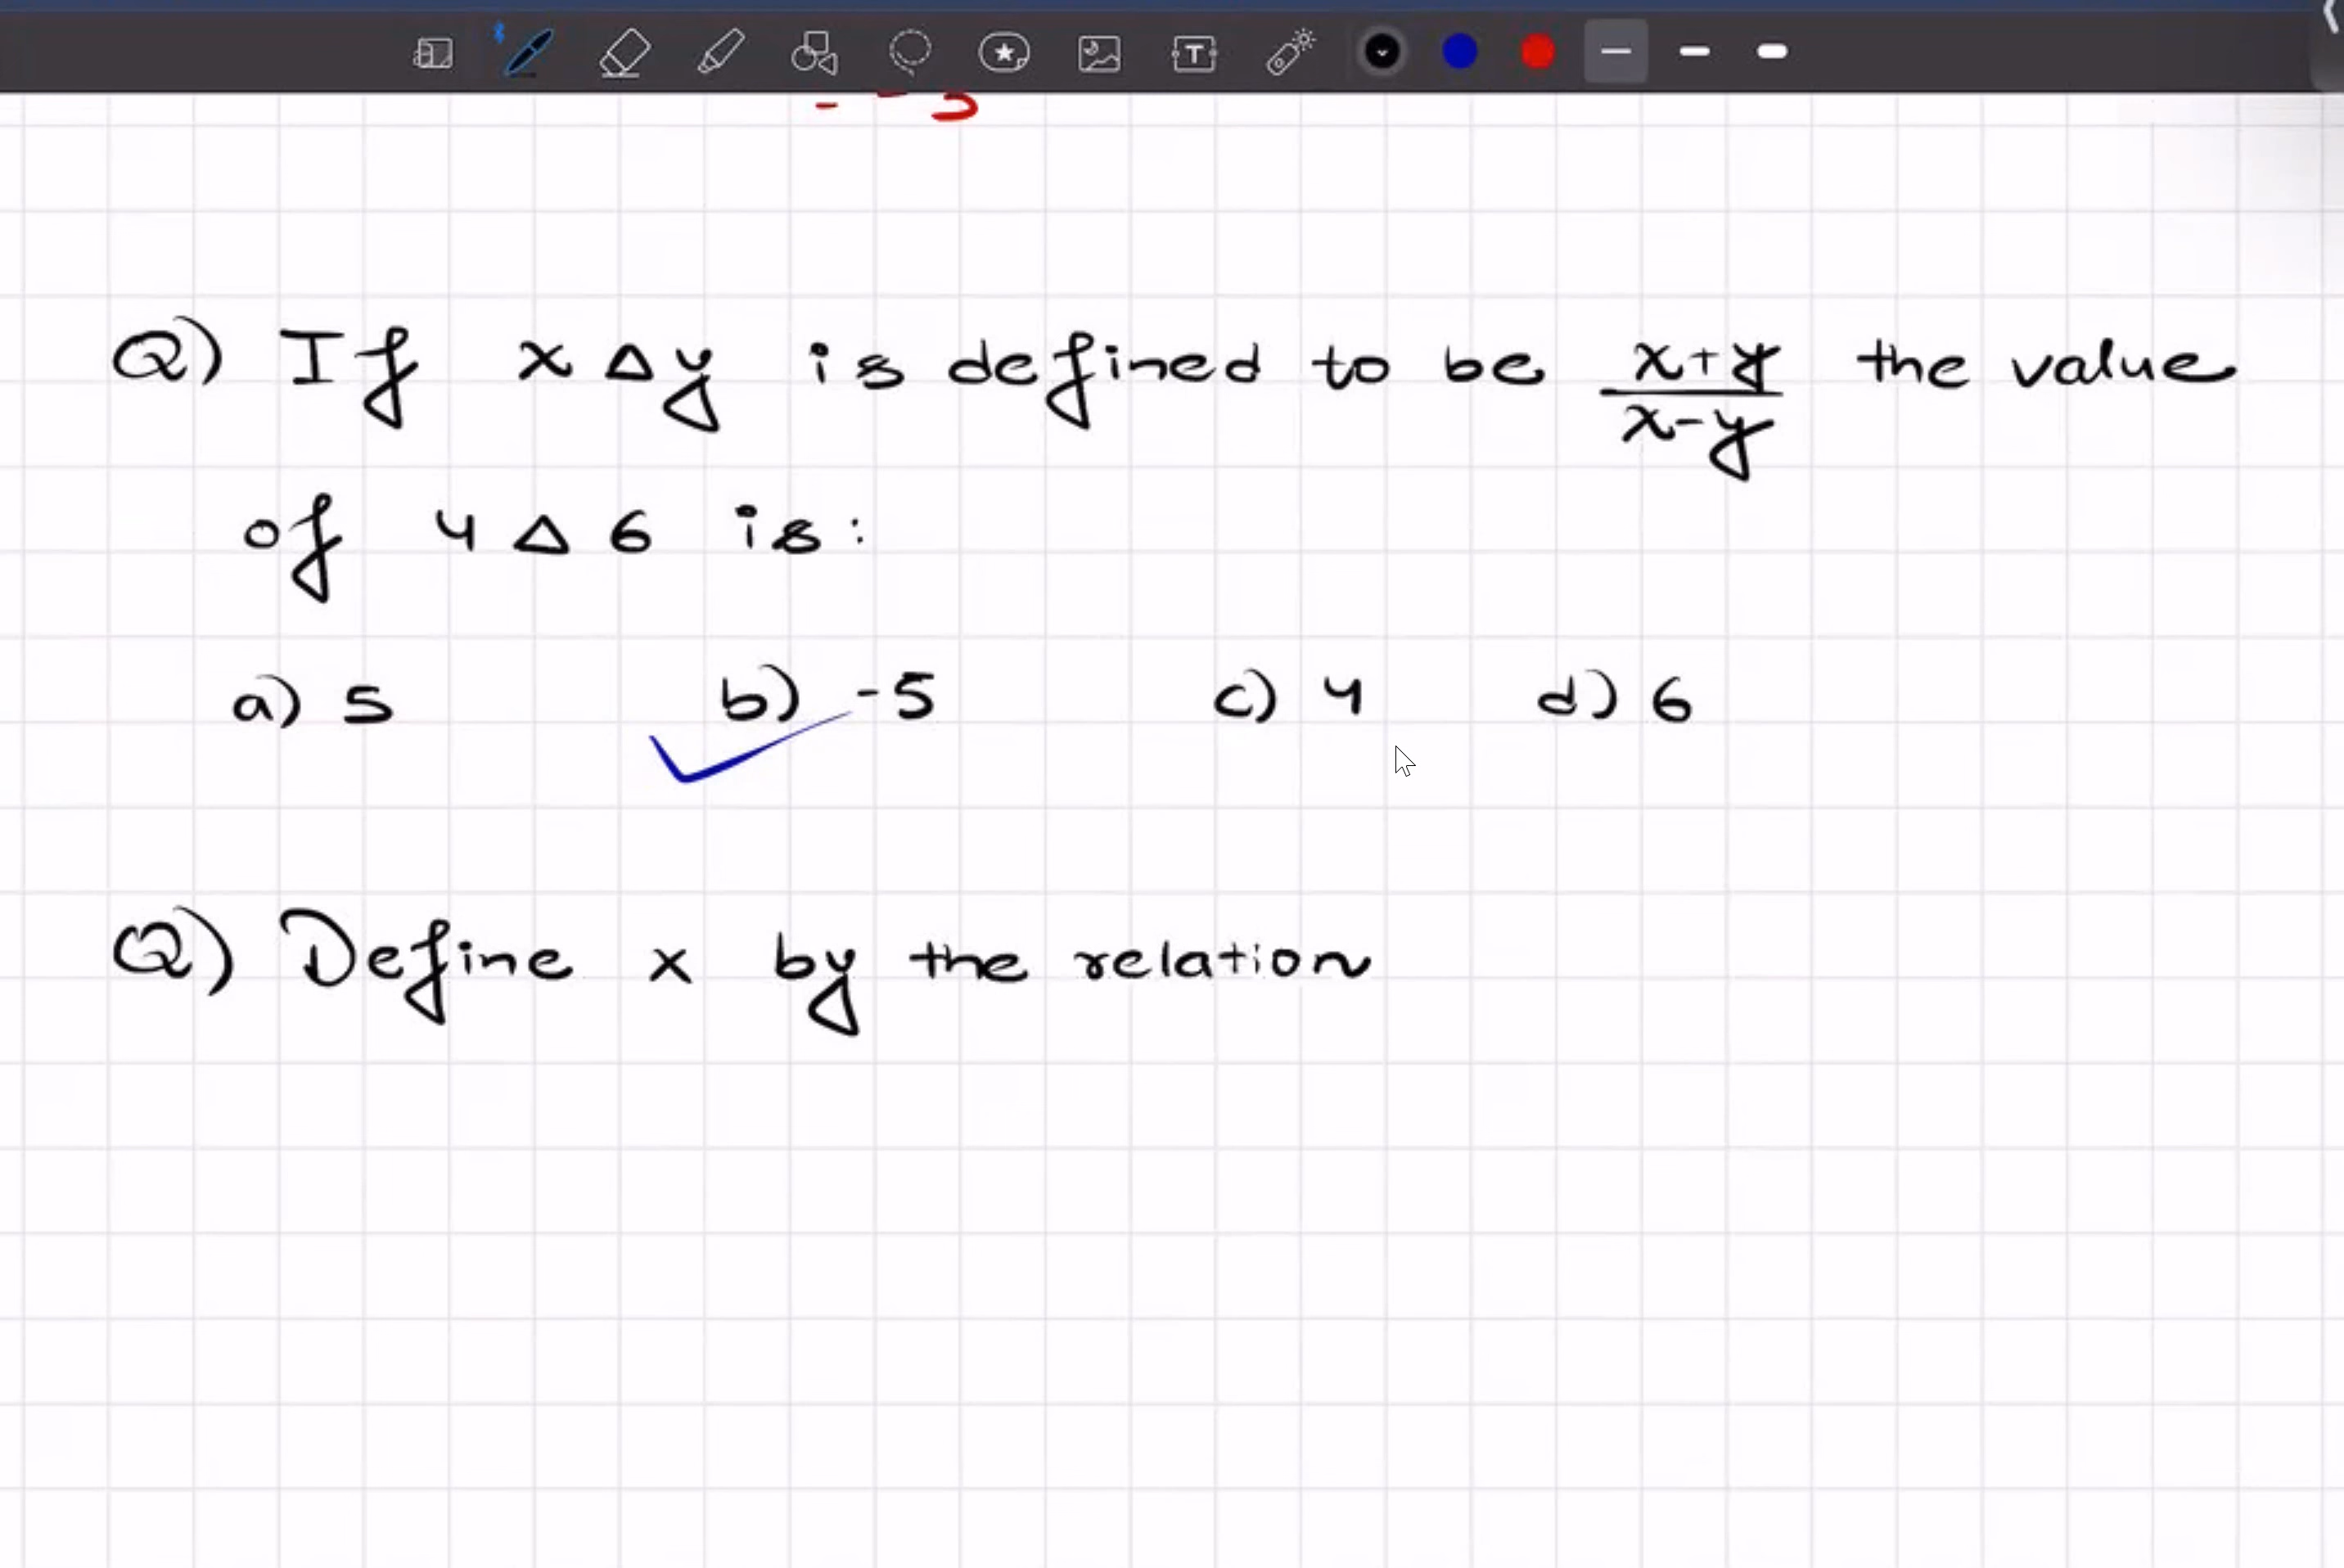 Q) If x Δ y is defined to be x+y/x-y the value
of 4 Δ 6 is:
a) 5 b) -5 c) 4 d) 6
Q) Define x by the relation